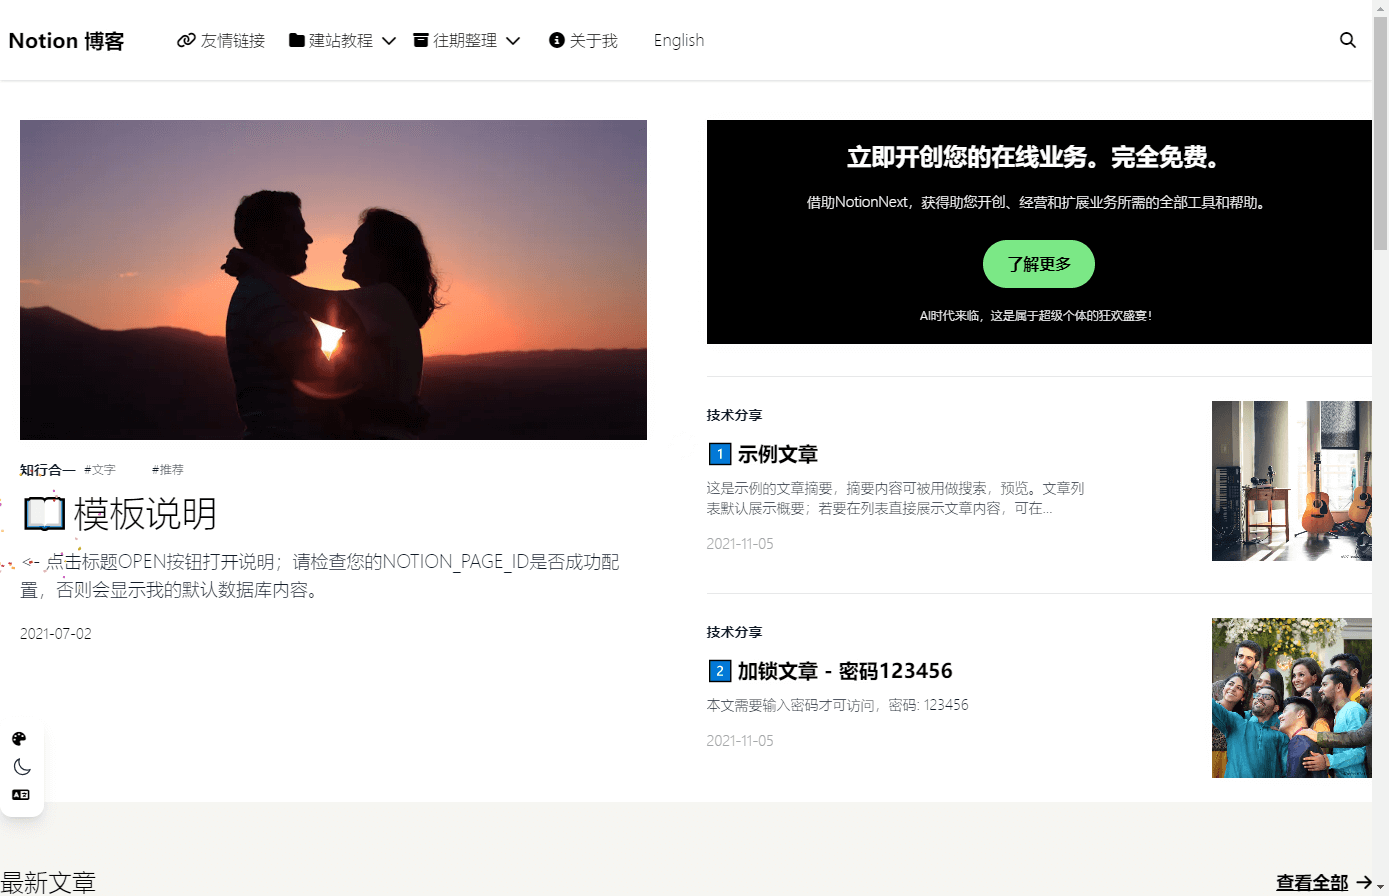 Notion 博客
友情链接
建站教程
往期整理
关于我
English
知行合一 #文字 #推荐
📖 模板说明
<-- 点击标题OPEN按钮打开说明；请检查您的NOTION_PAGE_ID是否成功配
置，否则会显示我的默认数据库内容。
2021-07-02
立即开创您的在线业务。完全免费。
借助NotionNext，获得助您开创、经营和扩展业务所需的全部工具和帮助。
了解更多
AI时代来临，这是属于超级个体的狂欢盛宴！
技术分享
1️⃣ 示例文章
这是示例的文章摘要，摘要内容可被用做搜索，预览。文章列
表默认展示概要；若要在列表直接展示文章内容，可在...
2021-11-05
技术分享
2️⃣ 加锁文章 - 密码123456
本文需要输入密码才可访问，密码: 123456
2021-11-05
最新文章
查看全部